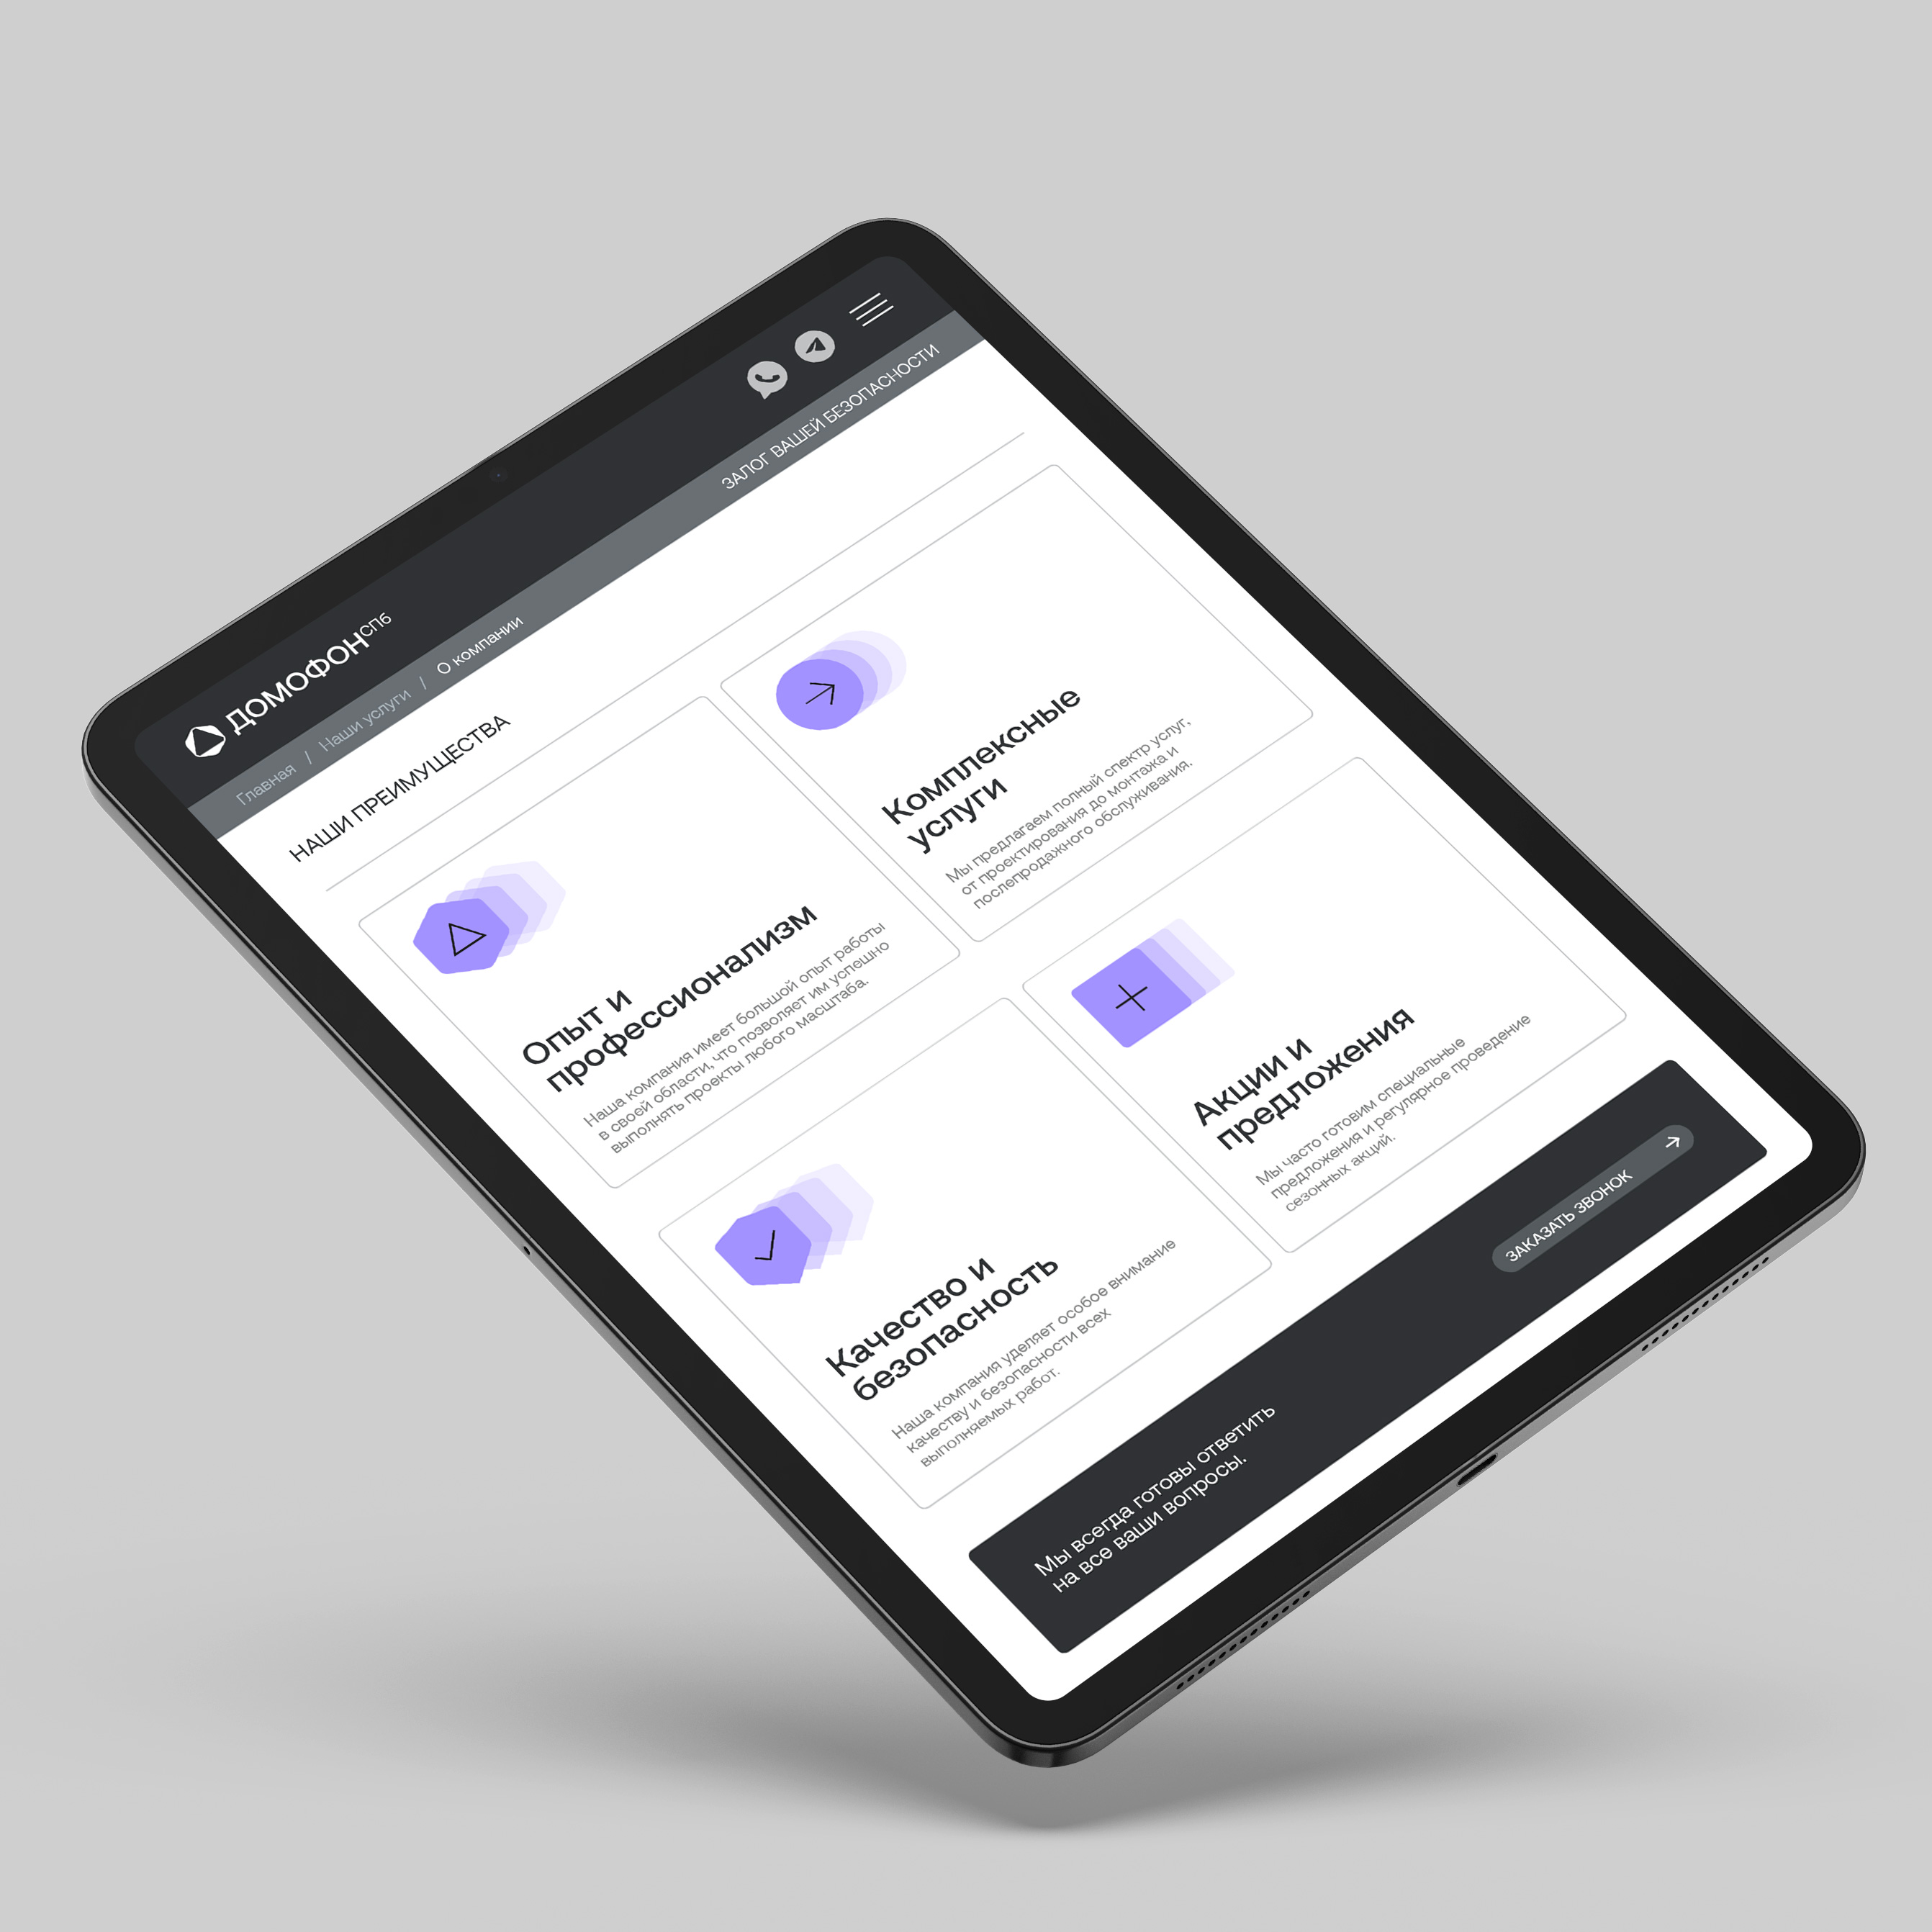 ДОМОФОНСПб
Главная / Наши услуги / О компании
ЗАЛОГ ВАШЕЙ БЕЗОПАСНОСТИ
НАШИ ПРЕИМУЩЕСТВА
Опыт и
профессионализм
Наша компания имеет большой опыт работы
в своей области, что позволяет им успешно
выполнять проекты любого масштаба.
Комплексные
услуги
Мы предлагаем полный спектр услуг,
от проектирования до монтажа и
послепродажного обслуживания.
Качество и
безопасность
Наша компания уделяет особое внимание
качеству и безопасности всех
выполняемых работ.
Акции и
предложения
Мы часто готовим специальные
предложения и регулярное проведение
сезонных акций.
Мы всегда готовы ответить
на все ваши вопросы.
ЗАКАЗАТЬ ЗВОНОК